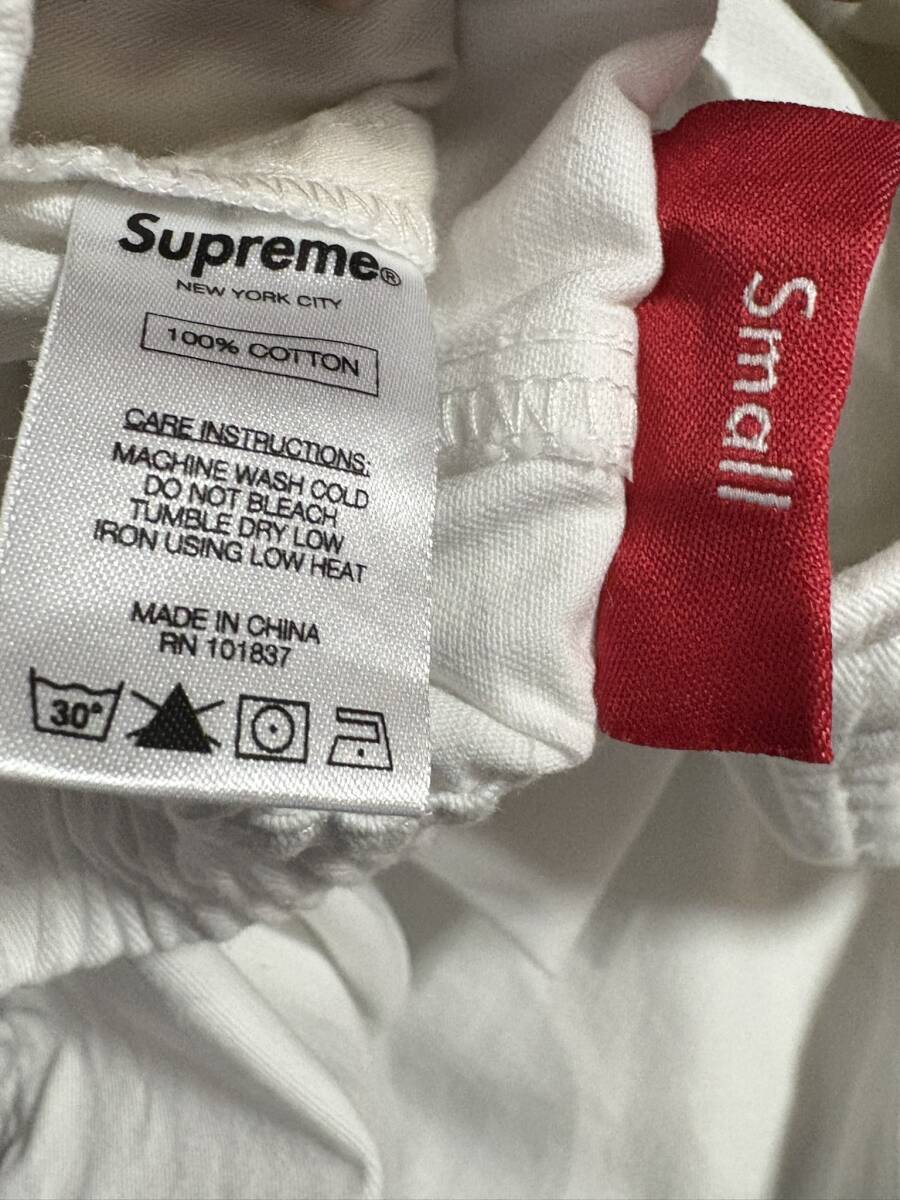 Supreme®
NEW YORK CITY
100% COTTON
CARE INSTRUCTIONS:
MACHINE WASH COLD
DO NOT BLEACH
TUMBLE DRY LOW
IRON USING LOW HEAT
MADE IN CHINA
RN 101837
30°
Small